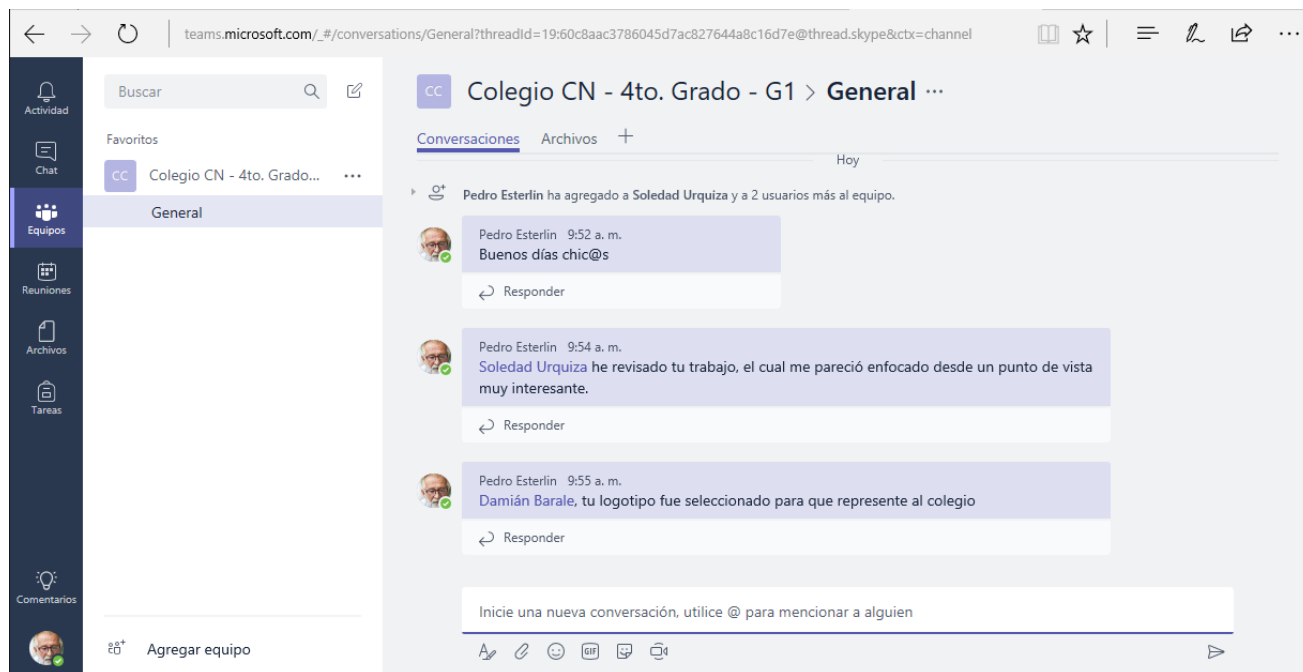 teams.microsoft.com/_#/conversations/General?threadId=19:60c8aac3786045d7ac827644a8c16d7e@thread.skype&ctx=channel
Actividad
Chat
Equipos
Reuniones
Archivos
Tareas
Comentarios
Buscar
Favoritos
CC Colegio CN - 4to. Grado... ...
General
Agregar equipo
CC Colegio CN - 4to. Grado - G1 > General ...
Conversaciones Archivos +
Hoy
Pedro Esterlin ha agregado a Soledad Urquiza y a 2 usuarios más al equipo.
Pedro Esterlin 9:52 a. m.
Buenos días chic@s
Responder
Pedro Esterlin 9:54 a. m.
Soledad Urquiza he revisado tu trabajo, el cual me pareció enfocado desde un punto de vista
muy interesante.
Responder
Pedro Esterlin 9:55 a. m.
Damián Barale, tu logotipo fue seleccionado para que represente al colegio
Responder
Inicie una nueva conversación, utilice @ para mencionar a alguien
GIF